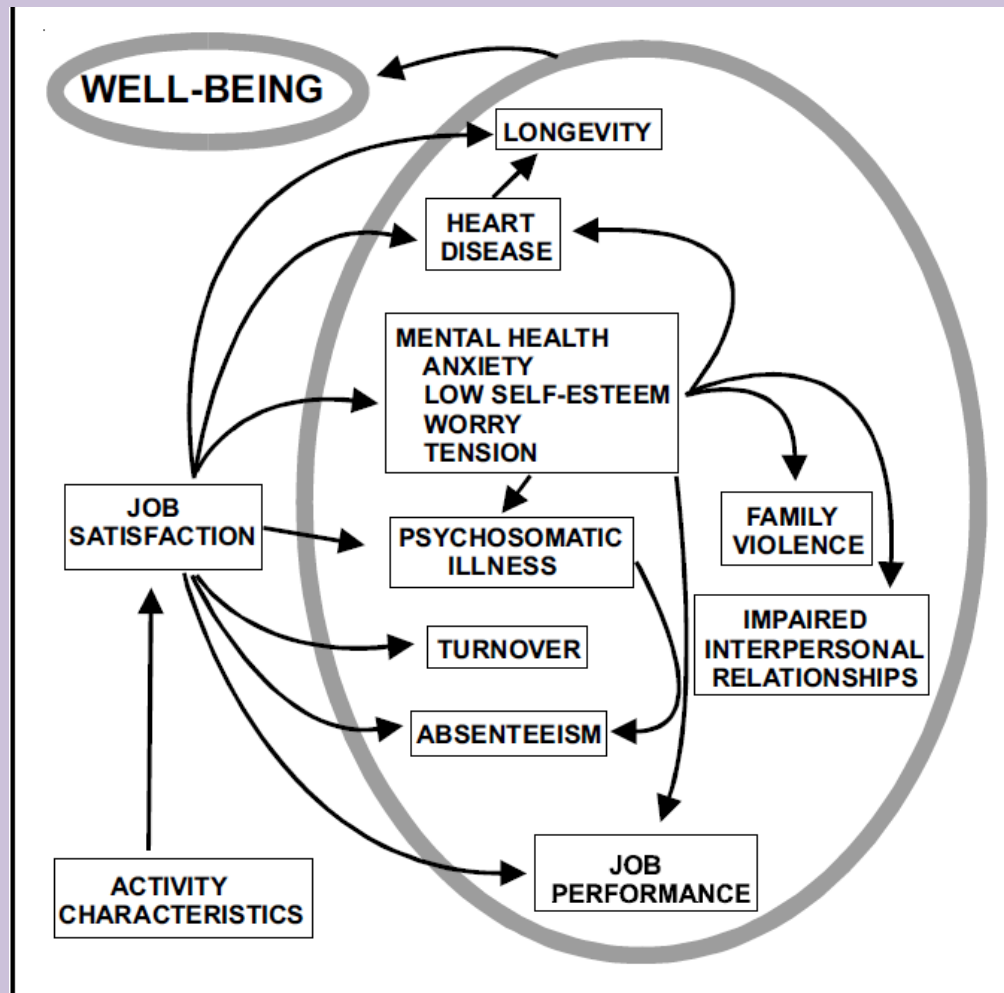 WELL-BEING
LONGEVITY
HEART
DISEASE
MENTAL HEALTH
ANXIETY
LOW SELF-ESTEEM
WORRY
TENSION
JOB
SATISFACTION
PSYCHOSOMATIC
ILLNESS
FAMILY
VIOLENCE
IMPAIRED
INTERPERSONAL
RELATIONSHIPS
TURNOVER
ABSENTEEISM
JOB
PERFORMANCE
ACTIVITY
CHARACTERISTICS